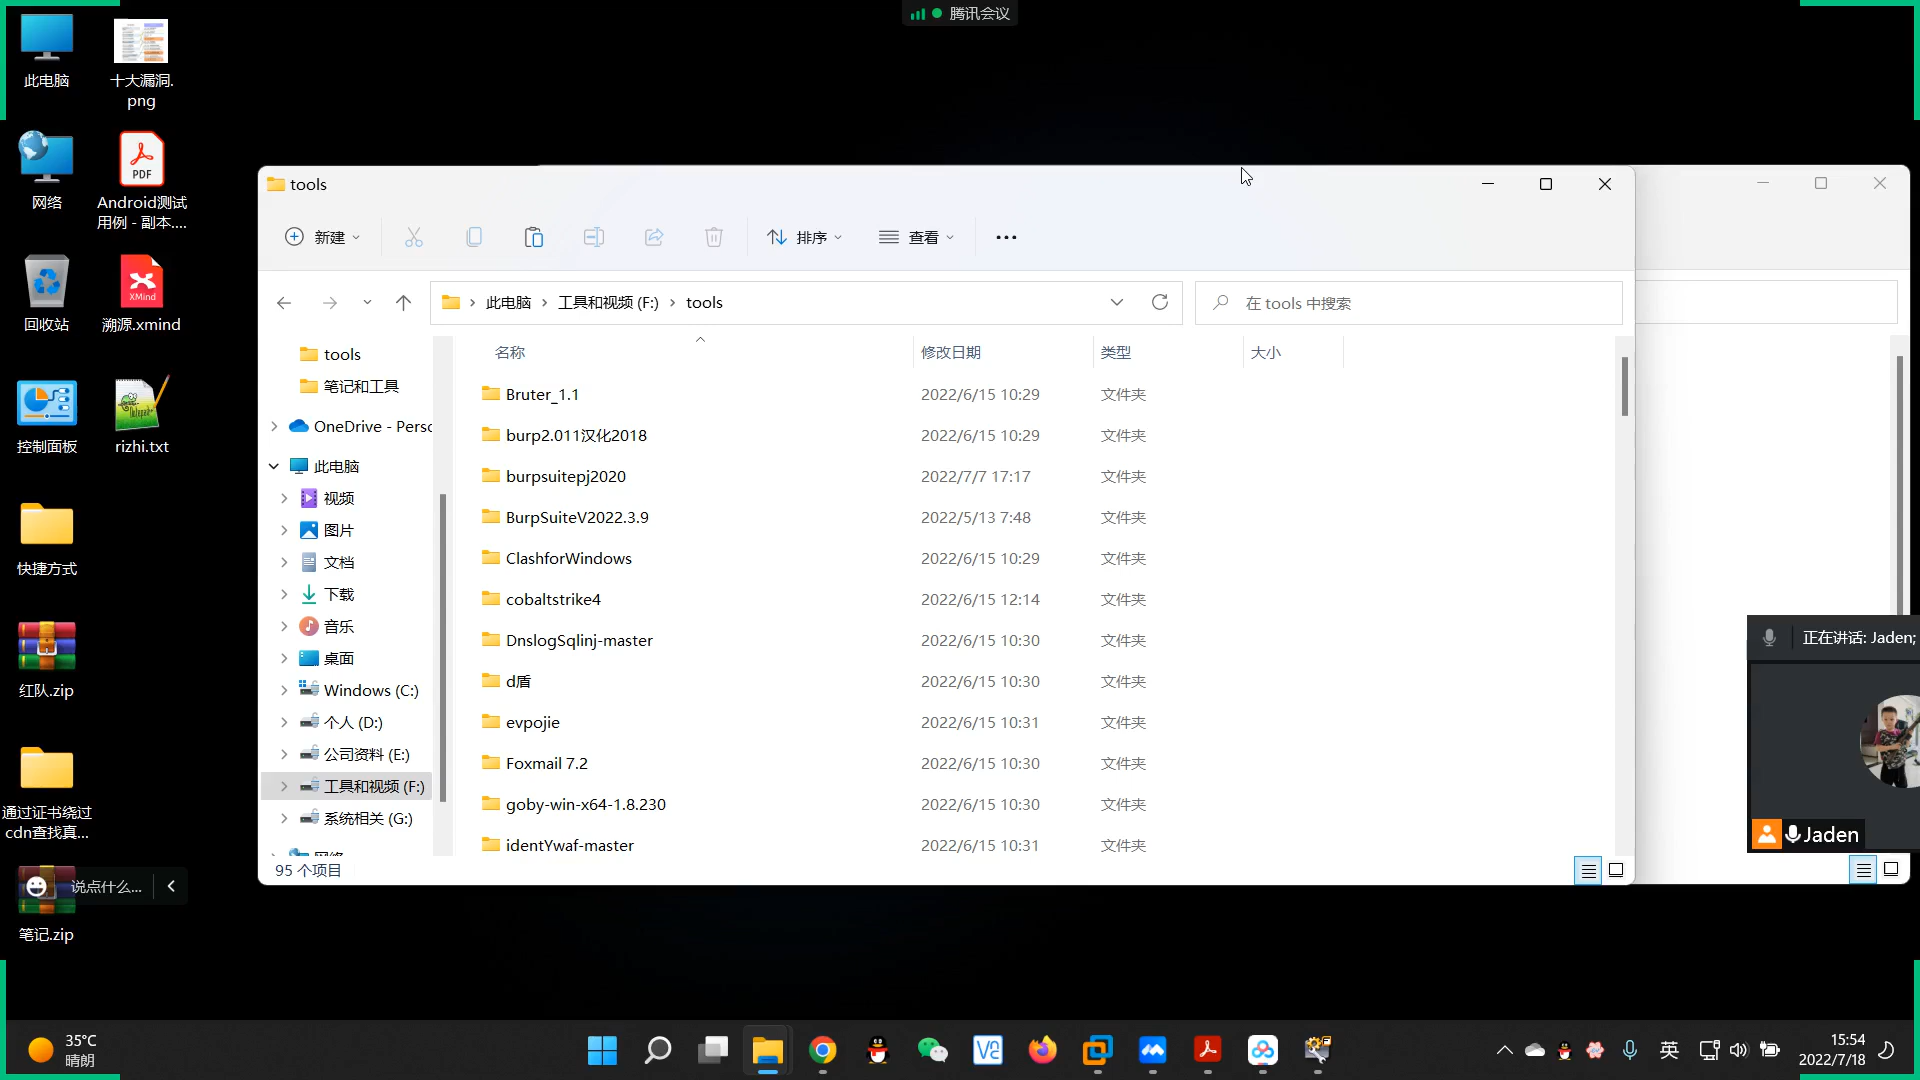 腾讯会议
此电脑
十大漏洞.
png
网络
PDF
Android测试
用例 - 副本....
回收站
XMind
溯源.xmind
控制面板
rizhi.txt
快捷方式
红队.zip
通过证书绕过
cdn查找真...
说点什么...
笔记.zip
tools
新建
排序
查看
此电脑 › 工具和视频 (F:) › tools
在 tools 中搜索
tools
笔记和工具
OneDrive - Perso
此电脑
视频
图片
文档
下载
音乐
桌面
Windows (C:)
个人 (D:)
公司资料 (E:)
工具和视频 (F:)
系统相关 (G:)
名称 修改日期 类型 大小
Bruter_1.1 2022/6/15 10:29 文件夹
burp2.011汉化2018 2022/6/15 10:29 文件夹
burpsuitepj2020 2022/7/7 17:17 文件夹
BurpSuiteV2022.3.9 2022/5/13 7:48 文件夹
ClashforWindows 2022/6/15 10:29 文件夹
cobaltstrike4 2022/6/15 12:14 文件夹
DnslogSqlinj-master 2022/6/15 10:30 文件夹
d盾 2022/6/15 10:30 文件夹
evpojie 2022/6/15 10:31 文件夹
Foxmail 7.2 2022/6/15 10:30 文件夹
goby-win-x64-1.8.230 2022/6/15 10:30 文件夹
identYwaf-master 2022/6/15 10:31 文件夹
95 个项目
正在讲话: Jaden;
Jaden
35°C
晴朗
英
15:54
2022/7/18